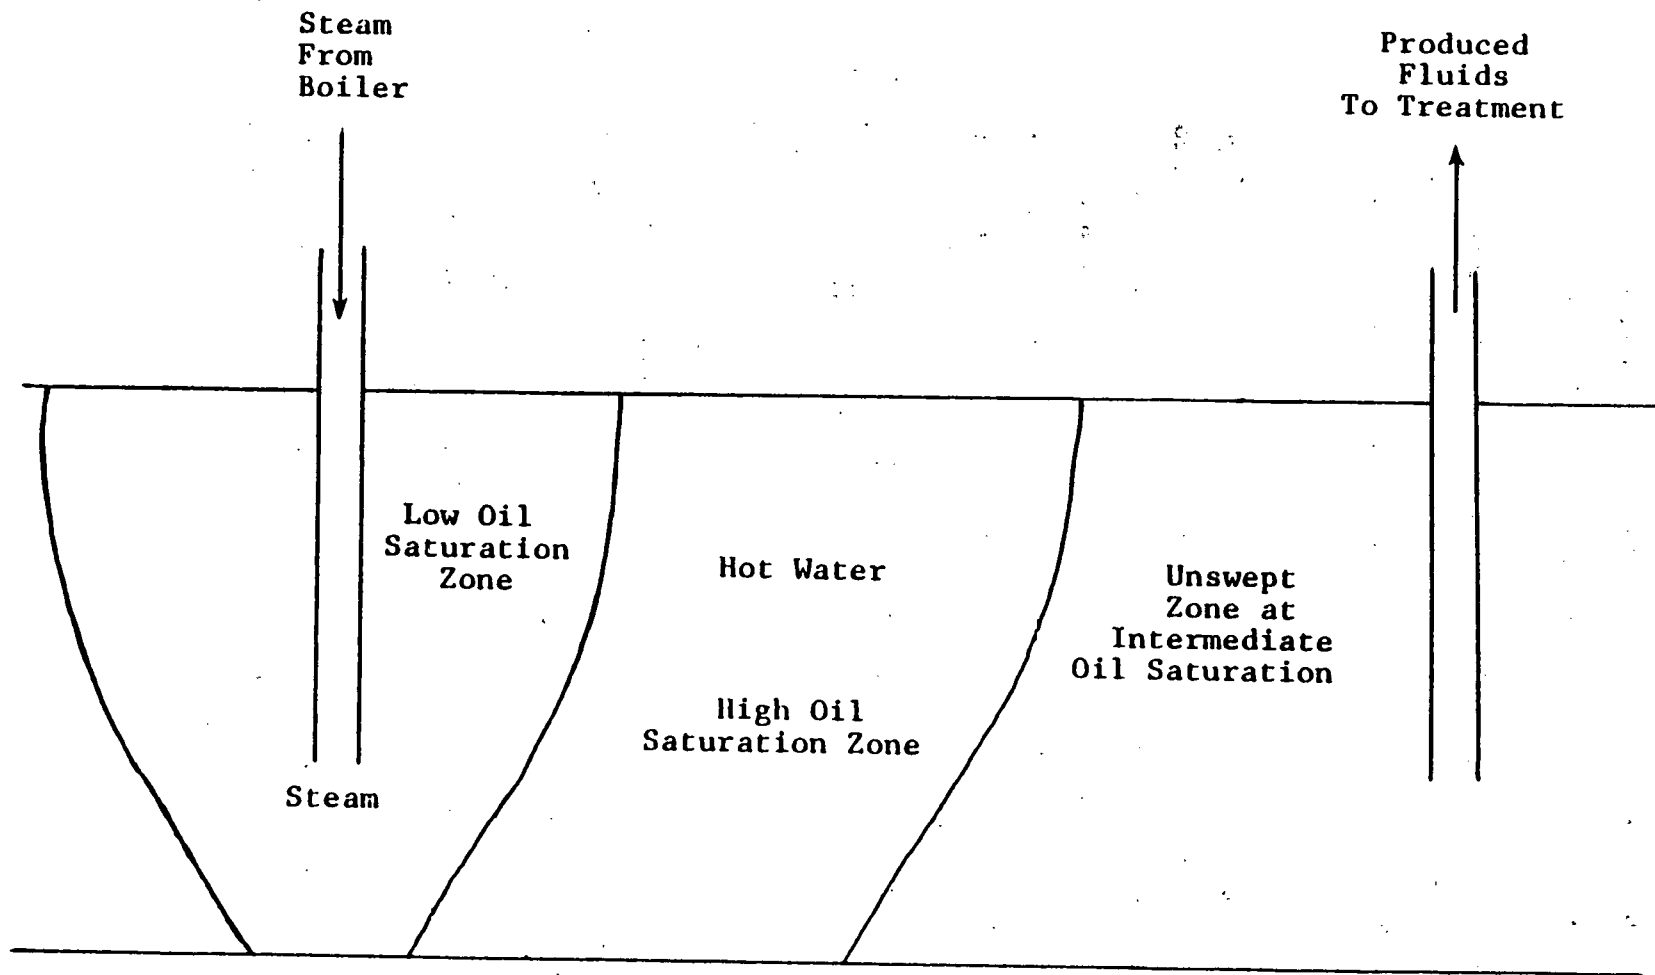 Steam
From
Boiler
Produced
Fluids
To Treatment
Low Oil
Saturation
Zone
Hot Water
High Oil
Saturation Zone
Unswept
Zone at
Intermediate
Oil Saturation
Steam